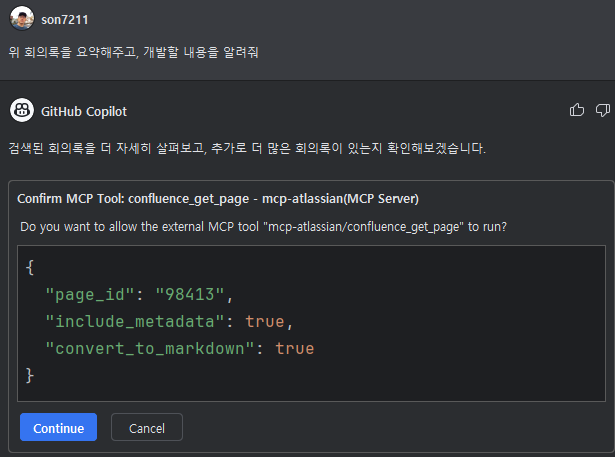 son7211
위 회의록을 요약해주고, 개발할 내용을 알려줘
GitHub Copilot
검색된 회의록을 더 자세히 살펴보고, 추가로 더 많은 회의록이 있는지 확인해보겠습니다.
Confirm MCP Tool: confluence_get_page - mcp-atlassian(MCP Server)
Do you want to allow the external MCP tool "mcp-atlassian/confluence_get_page" to run?
{
"page_id": "98413",
"include_metadata": true,
"convert_to_markdown": true
}
Continue Cancel